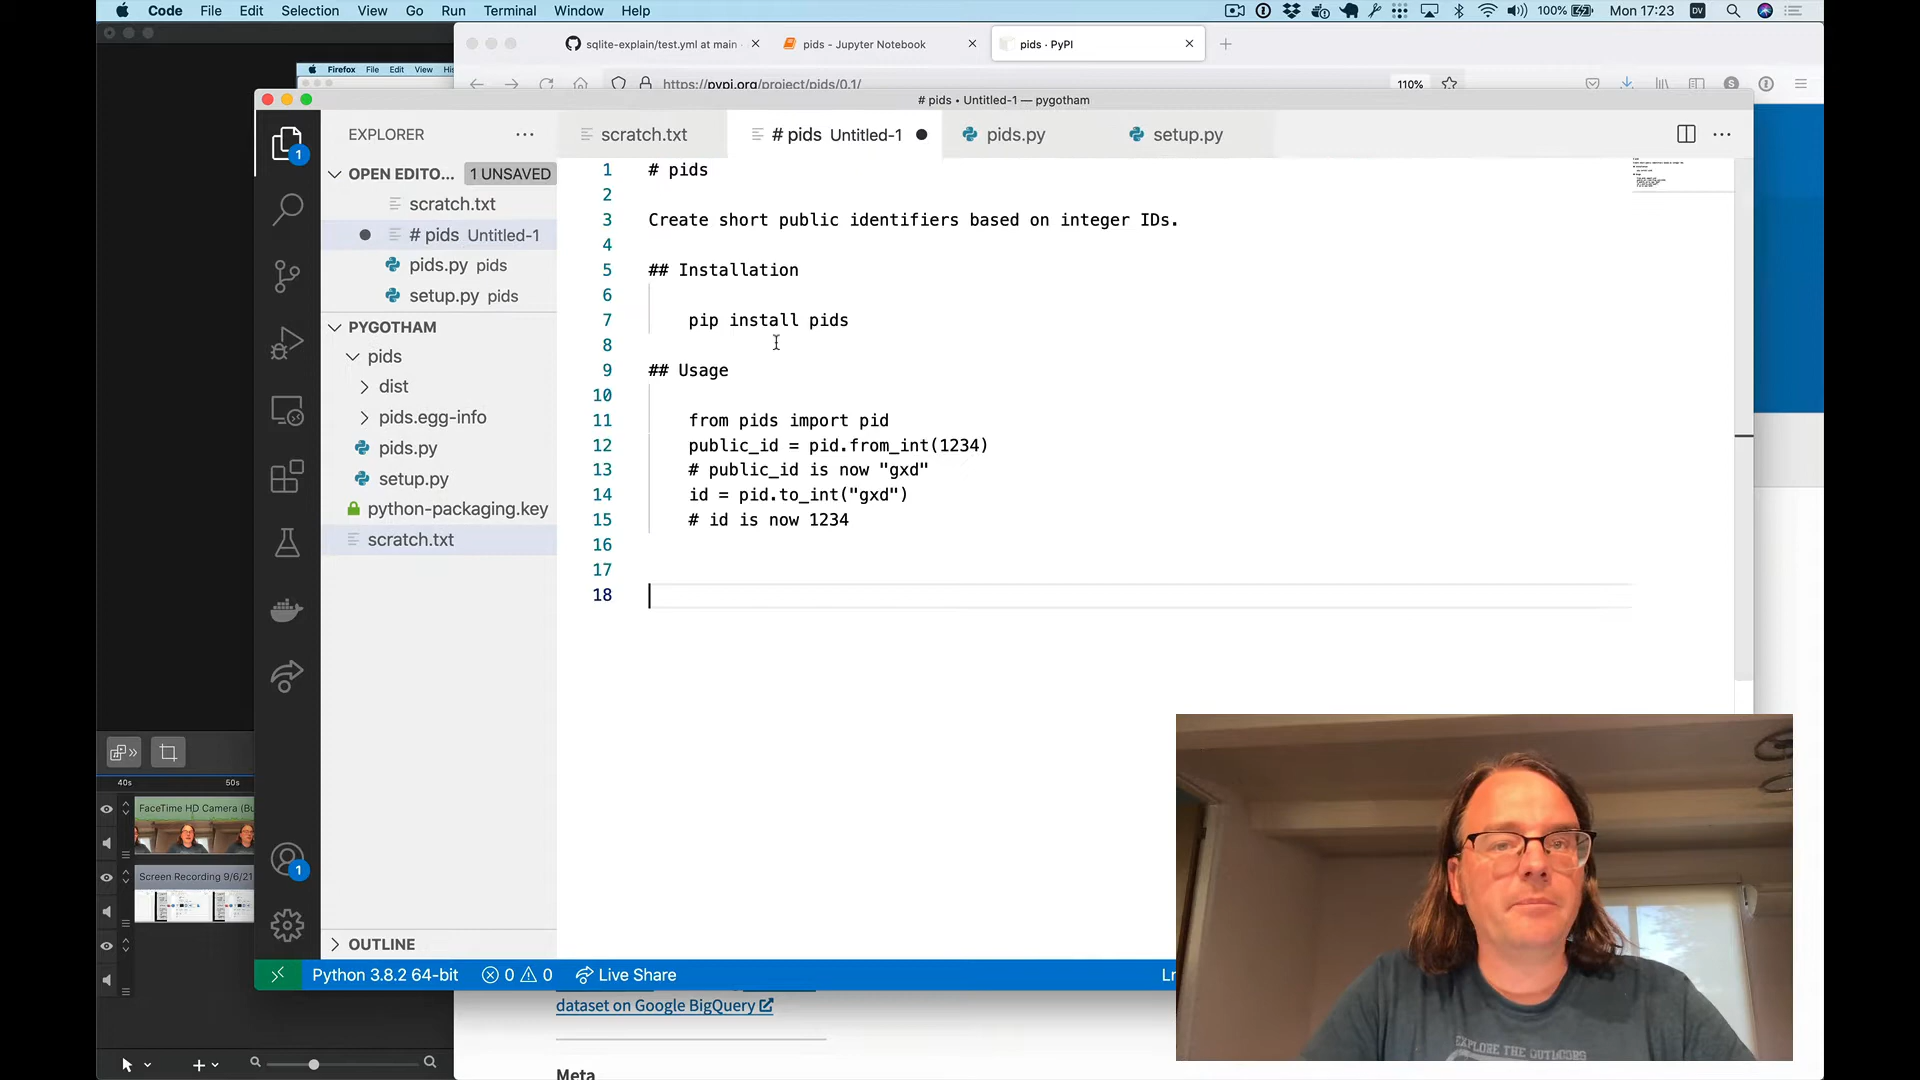 Code File Edit Selection View Go Run Terminal Window Help
100% Mon 17:23 DV
sqlite-explain/test.yml at main
pids - Jupyter Notebook
pids · PyPI
Firefox File Edit View
https://pypi.org/project/pids/0.1/
110%
# pids • Untitled-1 — pygotham
EXPLORER
scratch.txt
# pids Untitled-1
pids.py
setup.py
OPEN EDITO... 1 UNSAVED
scratch.txt
# pids Untitled-1
pids.py pids
setup.py pids
PYGOTHAM
pids
dist
pids.egg-info
pids.py
setup.py
python-packaging.key
scratch.txt
OUTLINE
1
1
1 # pids
2
3 Create short public identifiers based on integer IDs.
4
5 ## Installation
6
7 pip install pids
8
9 ## Usage
10
11 from pids import pid
12 public_id = pid.from_int(1234)
13 # public_id is now "gxd"
14 id = pid.to_int("gxd")
15 # id is now 1234
16
17
18
40s 50s
FaceTime HD Camera (Bu
Screen Recording 9/6/21
Python 3.8.2 64-bit 0 0 Live Share
Ln
dataset on Google BigQuery
Meta
EXPLORE THE OUTDOORS